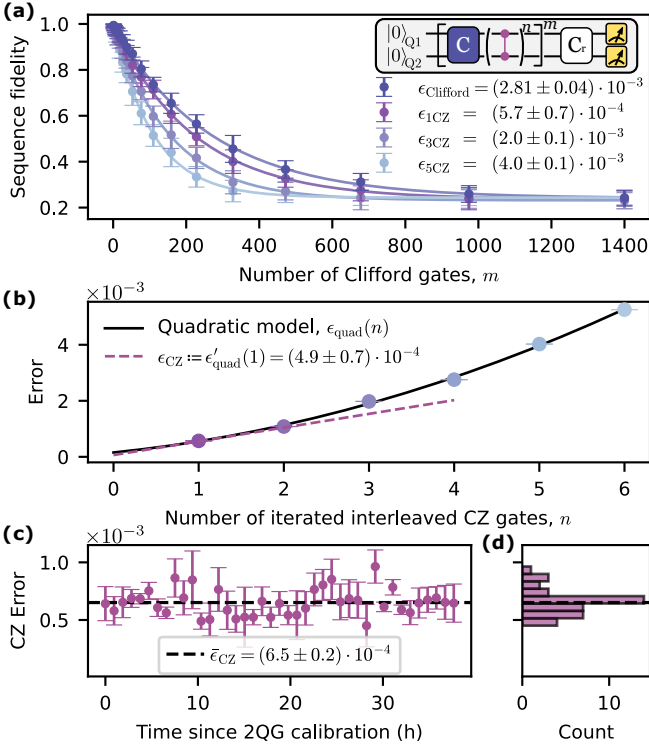 (a)
1.0
0.8
0.6
0.4
0.2
Sequence fidelity
|0⟩Q1
|0⟩Q2
[ C ( )^n ]^m Cr
ϵClifford = (2.81 ± 0.04) · 10⁻³
ϵ1CZ = (5.7 ± 0.7) · 10⁻⁴
ϵ3CZ = (2.0 ± 0.1) · 10⁻³
ϵ5CZ = (4.0 ± 0.1) · 10⁻³
0 200 400 600 800 1000 1200 1400
Number of Clifford gates, m
(b)
×10⁻³
4
2
0
Error
Quadratic model, ϵquad(n)
ϵCZ ≔ ϵ′quad(1) = (4.9 ± 0.7) · 10⁻⁴
0 1 2 3 4 5 6
Number of iterated interleaved CZ gates, n
(c)
×10⁻³
1.0
0.5
CZ Error
ϵ̄CZ = (6.5 ± 0.2) · 10⁻⁴
0 10 20 30
Time since 2QG calibration (h)
(d)
0 10
Count